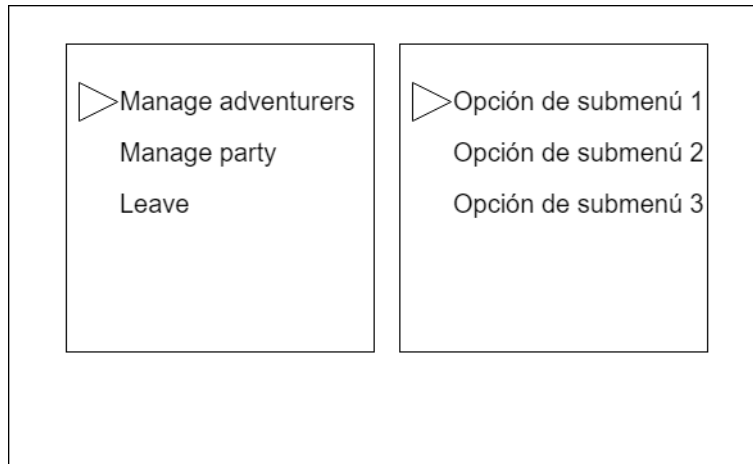 Manage adventurers
Manage party
Leave
Opción de submenú 1
Opción de submenú 2
Opción de submenú 3